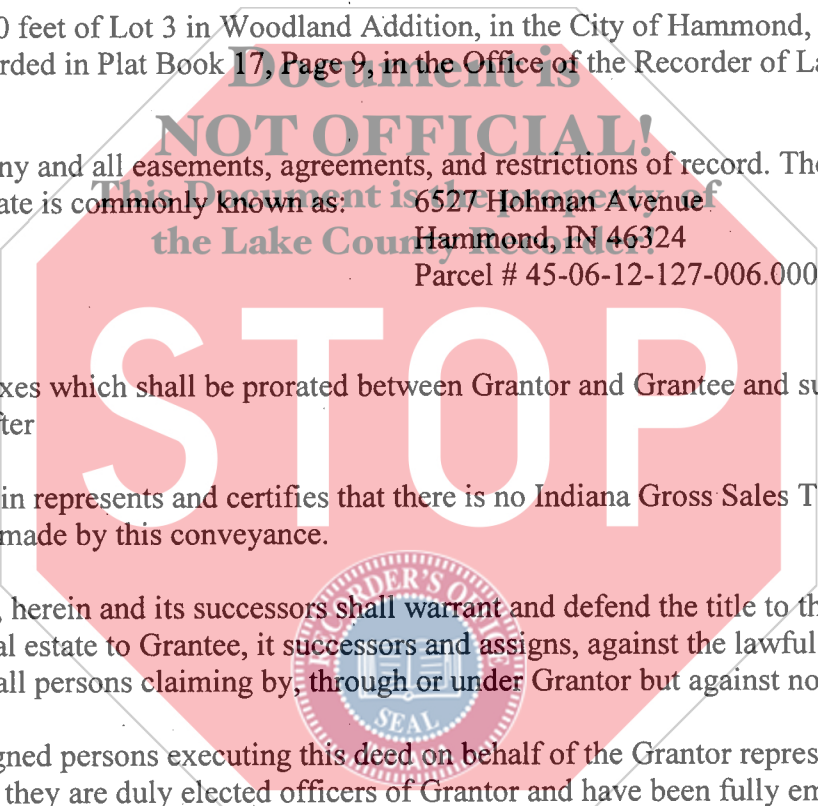 0 feet of Lot 3 in Woodland Addition, in the City of Hammond,
rded in Plat Book 17, Page 9, in the Office of the Recorder of La
Document is
NOT OFFICIAL!
ny and all easements, agreements, and restrictions of record. The
This Document is the property of
ate is commonly known as: 6527 Hohman Avenue
the Lake County Recorder!
Hammond, IN 46324
Parcel # 45-06-12-127-006.000
STOP
xes which shall be prorated between Grantor and Grantee and su
ter
in represents and certifies that there is no Indiana Gross Sales T
made by this conveyance.
RECORDER'S OFFICE
, herein and its successors shall warrant and defend the title to th
al estate to Grantee, it successors and assigns, against the lawful
all persons claiming by, through or under Grantor but against no
SEAL
gned persons executing this deed on behalf of the Grantor repres
they are duly elected officers of Grantor and have been fully em